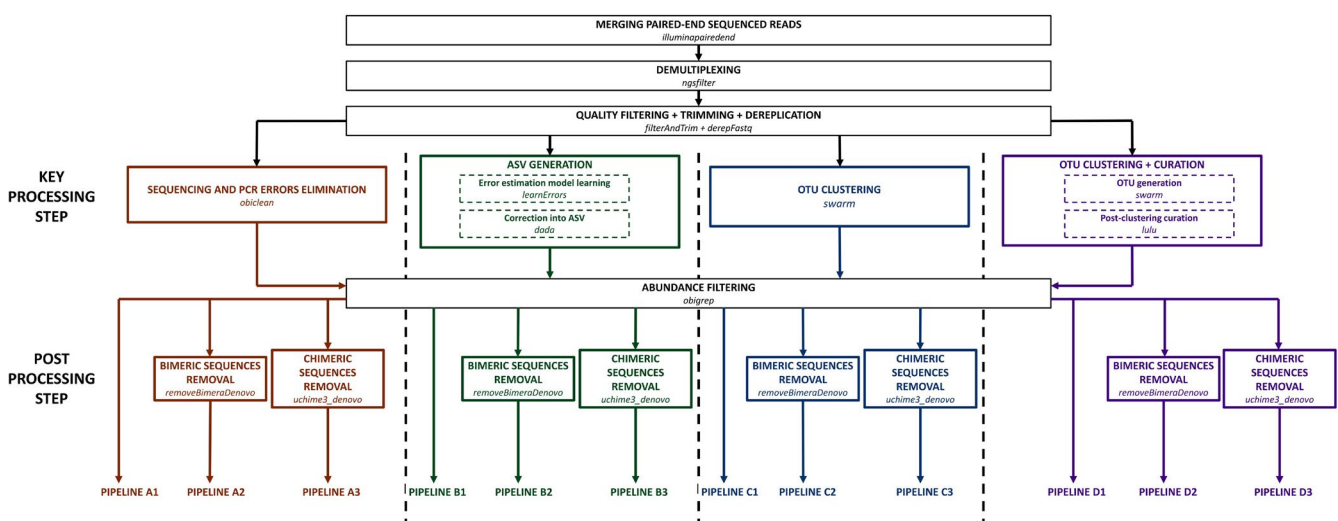 MERGING PAIRED-END SEQUENCED READS
illuminapairedend
DEMULTIPLEXING
ngsfilter
QUALITY FILTERING + TRIMMING + DEREPLICATION
filterAndTrim + derepFastq
KEY
PROCESSING
STEP
SEQUENCING AND PCR ERRORS ELIMINATION
obiclean
ASV GENERATION
Error estimation model learning
learnErrors
Correction into ASV
dada
OTU CLUSTERING
swarm
OTU CLUSTERING + CURATION
OTU generation
swarm
Post-clustering curation
lulu
ABUNDANCE FILTERING
obigrep
POST
PROCESSING
STEP
BIMERIC SEQUENCES
REMOVAL
removeBimeraDenovo
CHIMERIC
SEQUENCES
REMOVAL
uchime3_denovo
BIMERIC SEQUENCES
REMOVAL
removeBimeraDenovo
CHIMERIC
SEQUENCES
REMOVAL
uchime3_denovo
BIMERIC SEQUENCES
REMOVAL
removeBimeraDenovo
CHIMERIC
SEQUENCES
REMOVAL
uchime3_denovo
BIMERIC SEQUENCES
REMOVAL
removeBimeraDenovo
CHIMERIC
SEQUENCES
REMOVAL
uchime3_denovo
PIPELINE A1
PIPELINE A2
PIPELINE A3
PIPELINE B1
PIPELINE B2
PIPELINE B3
PIPELINE C1
PIPELINE C2
PIPELINE C3
PIPELINE D1
PIPELINE D2
PIPELINE D3